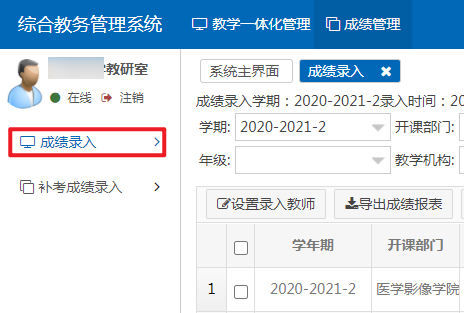 综合教务管理系统
教学一体化管理
成绩管理
教研室
在线
注销
成绩录入
补考成绩录入
系统主界面
成绩录入
成绩录入学期：2020-2021-2录入时间：20
学期: 2020-2021-2 开课部门:
年级: 教学机构:
设置录入教师
导出成绩报表
学年期 开课部门
1 2020-2021-2 医学影像学院